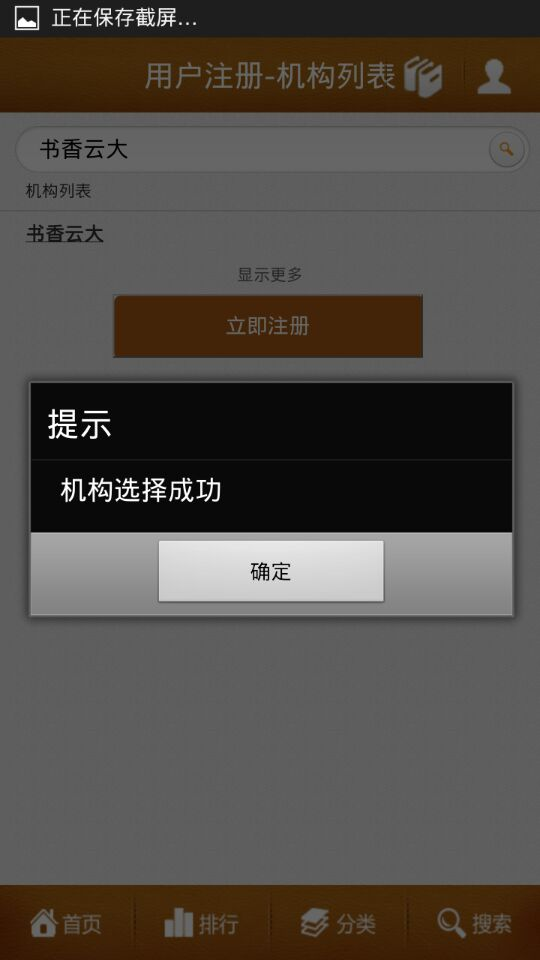 正在保存截屏...
用户注册-机构列表
书香云大
机构列表
书香云大
显示更多
立即注册
提示
机构选择成功
确定
首页 排行 分类 搜索